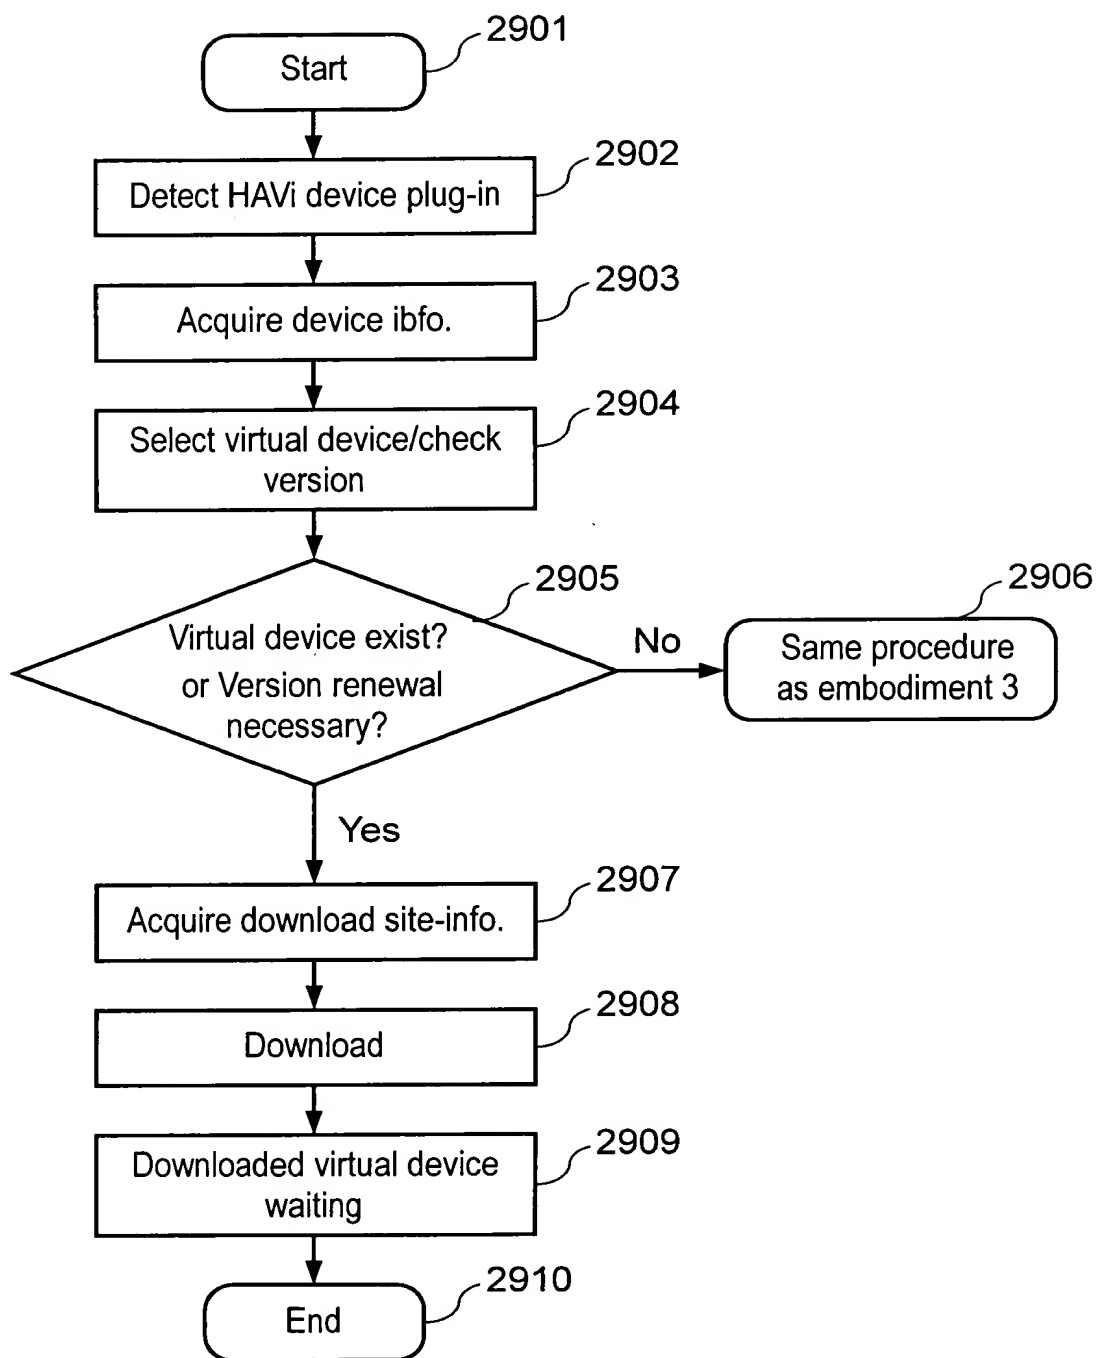 2901
Start
2902
Detect HAVi device plug-in
2903
Acquire device ibfo.
2904
Select virtual device/check
version
2905
Virtual device exist?
or Version renewal
necessary?
No
2906
Same procedure
as embodiment 3
Yes
2907
Acquire download site-info.
2908
Download
2909
Downloaded virtual device
waiting
2910
End